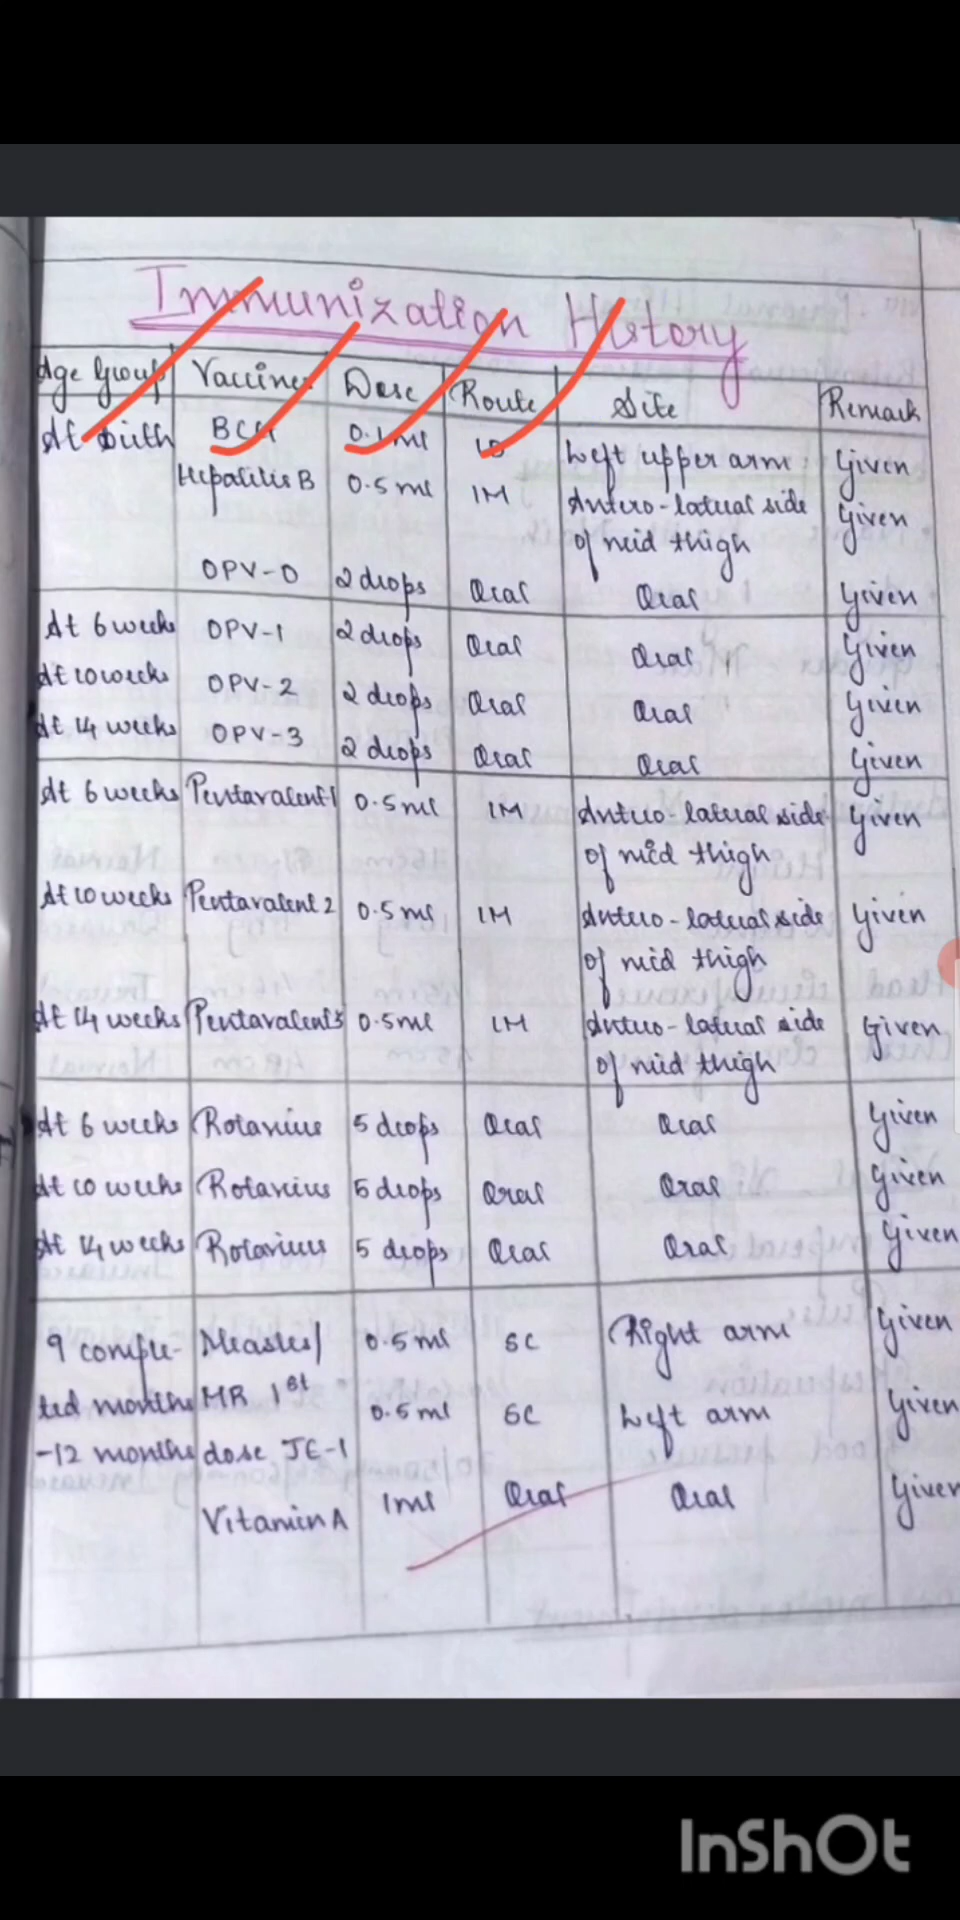 Immunization History
Age Group Vaccines Dose Route Site Remark
At birth BCG 0.1ml ID Left upper arm Given
Hepatitis B 0.5ml IM Antero-lateral side Given
of mid thigh
OPV-0 2 drops Oral Oral Given
At 6 weeks OPV-1 2 drops Oral Oral Given
At 10 weeks OPV-2 2 drops Oral Oral Given
At 14 weeks OPV-3 2 drops Oral Oral Given
At 6 weeks Pentavalent-1 0.5ml IM Antero-lateral side Given
of mid thigh
At 10 weeks Pentavalent 2 0.5ml IM Antero-lateral side Given
of mid thigh
At 14 weeks Pentavalent 3 0.5ml IM Antero-lateral side Given
of mid thigh
At 6 weeks Rotavirus 5 drops Oral Oral Given
At 10 weeks Rotavirus 5 drops Oral Oral Given
At 14 weeks Rotavirus 5 drops Oral Oral Given
9 comple- Measles/ 0.5ml SC Right arm Given
ted months MR 1st 0.5ml SC Left arm Given
-12 months dose JE-1
Vitamin A 1ml Oral Oral Given
InShOt